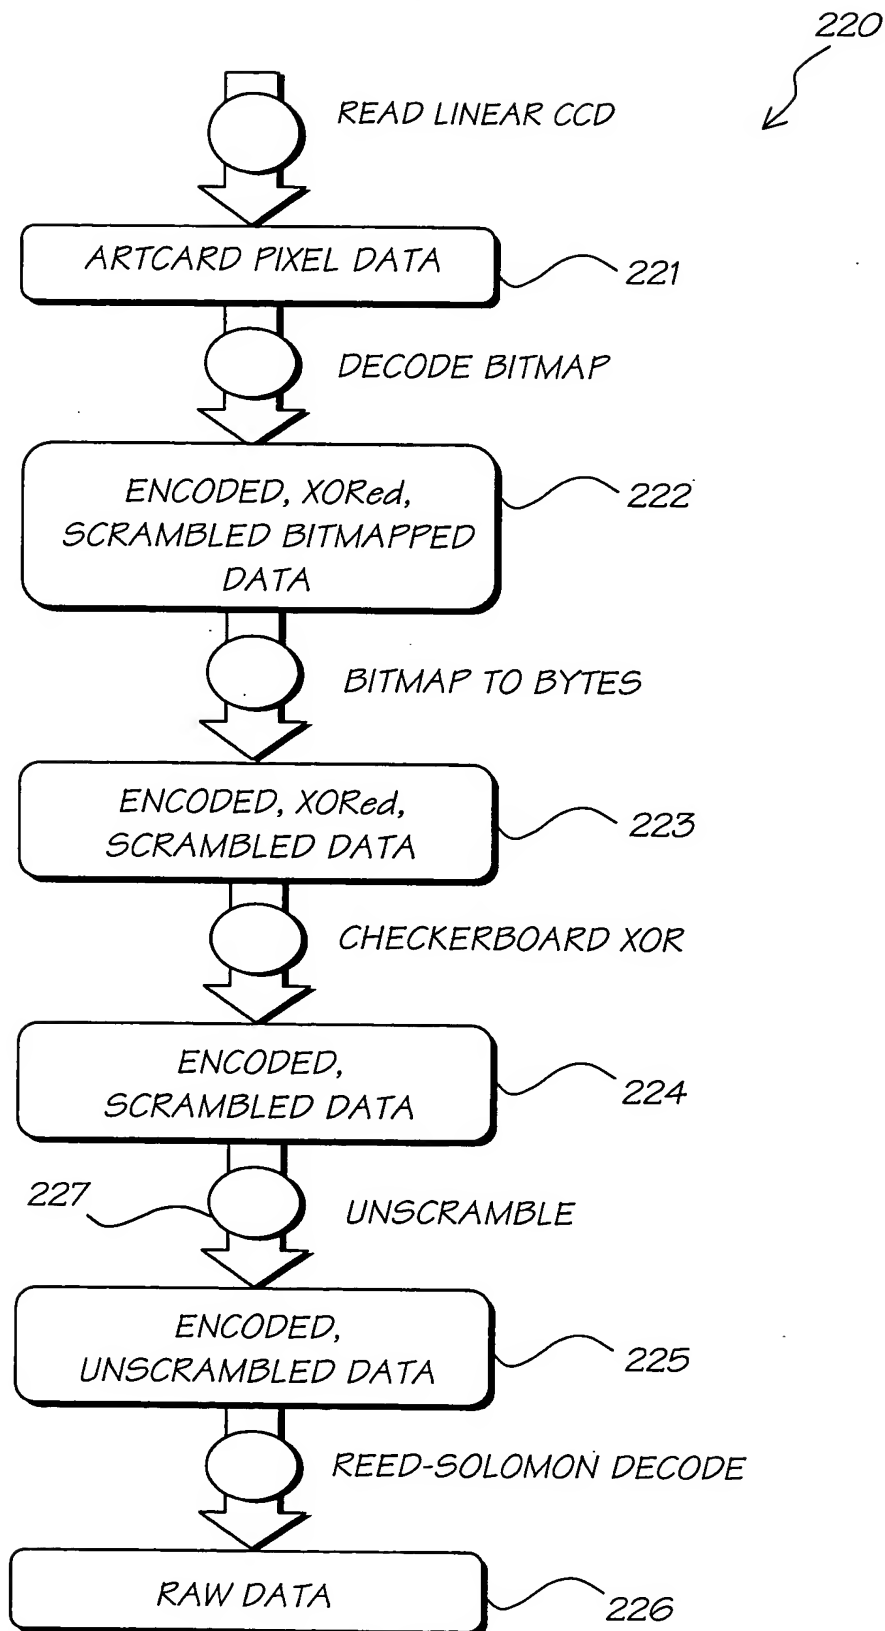 220
READ LINEAR CCD
ARTCARD PIXEL DATA
221
DECODE BITMAP
ENCODED, XORed,
SCRAMBLED BITMAPPED
DATA
222
BITMAP TO BYTES
ENCODED, XORed,
SCRAMBLED DATA
223
CHECKERBOARD XOR
ENCODED,
SCRAMBLED DATA
224
227
UNSCRAMBLE
ENCODED,
UNSCRAMBLED DATA
225
REED-SOLOMON DECODE
RAW DATA
226